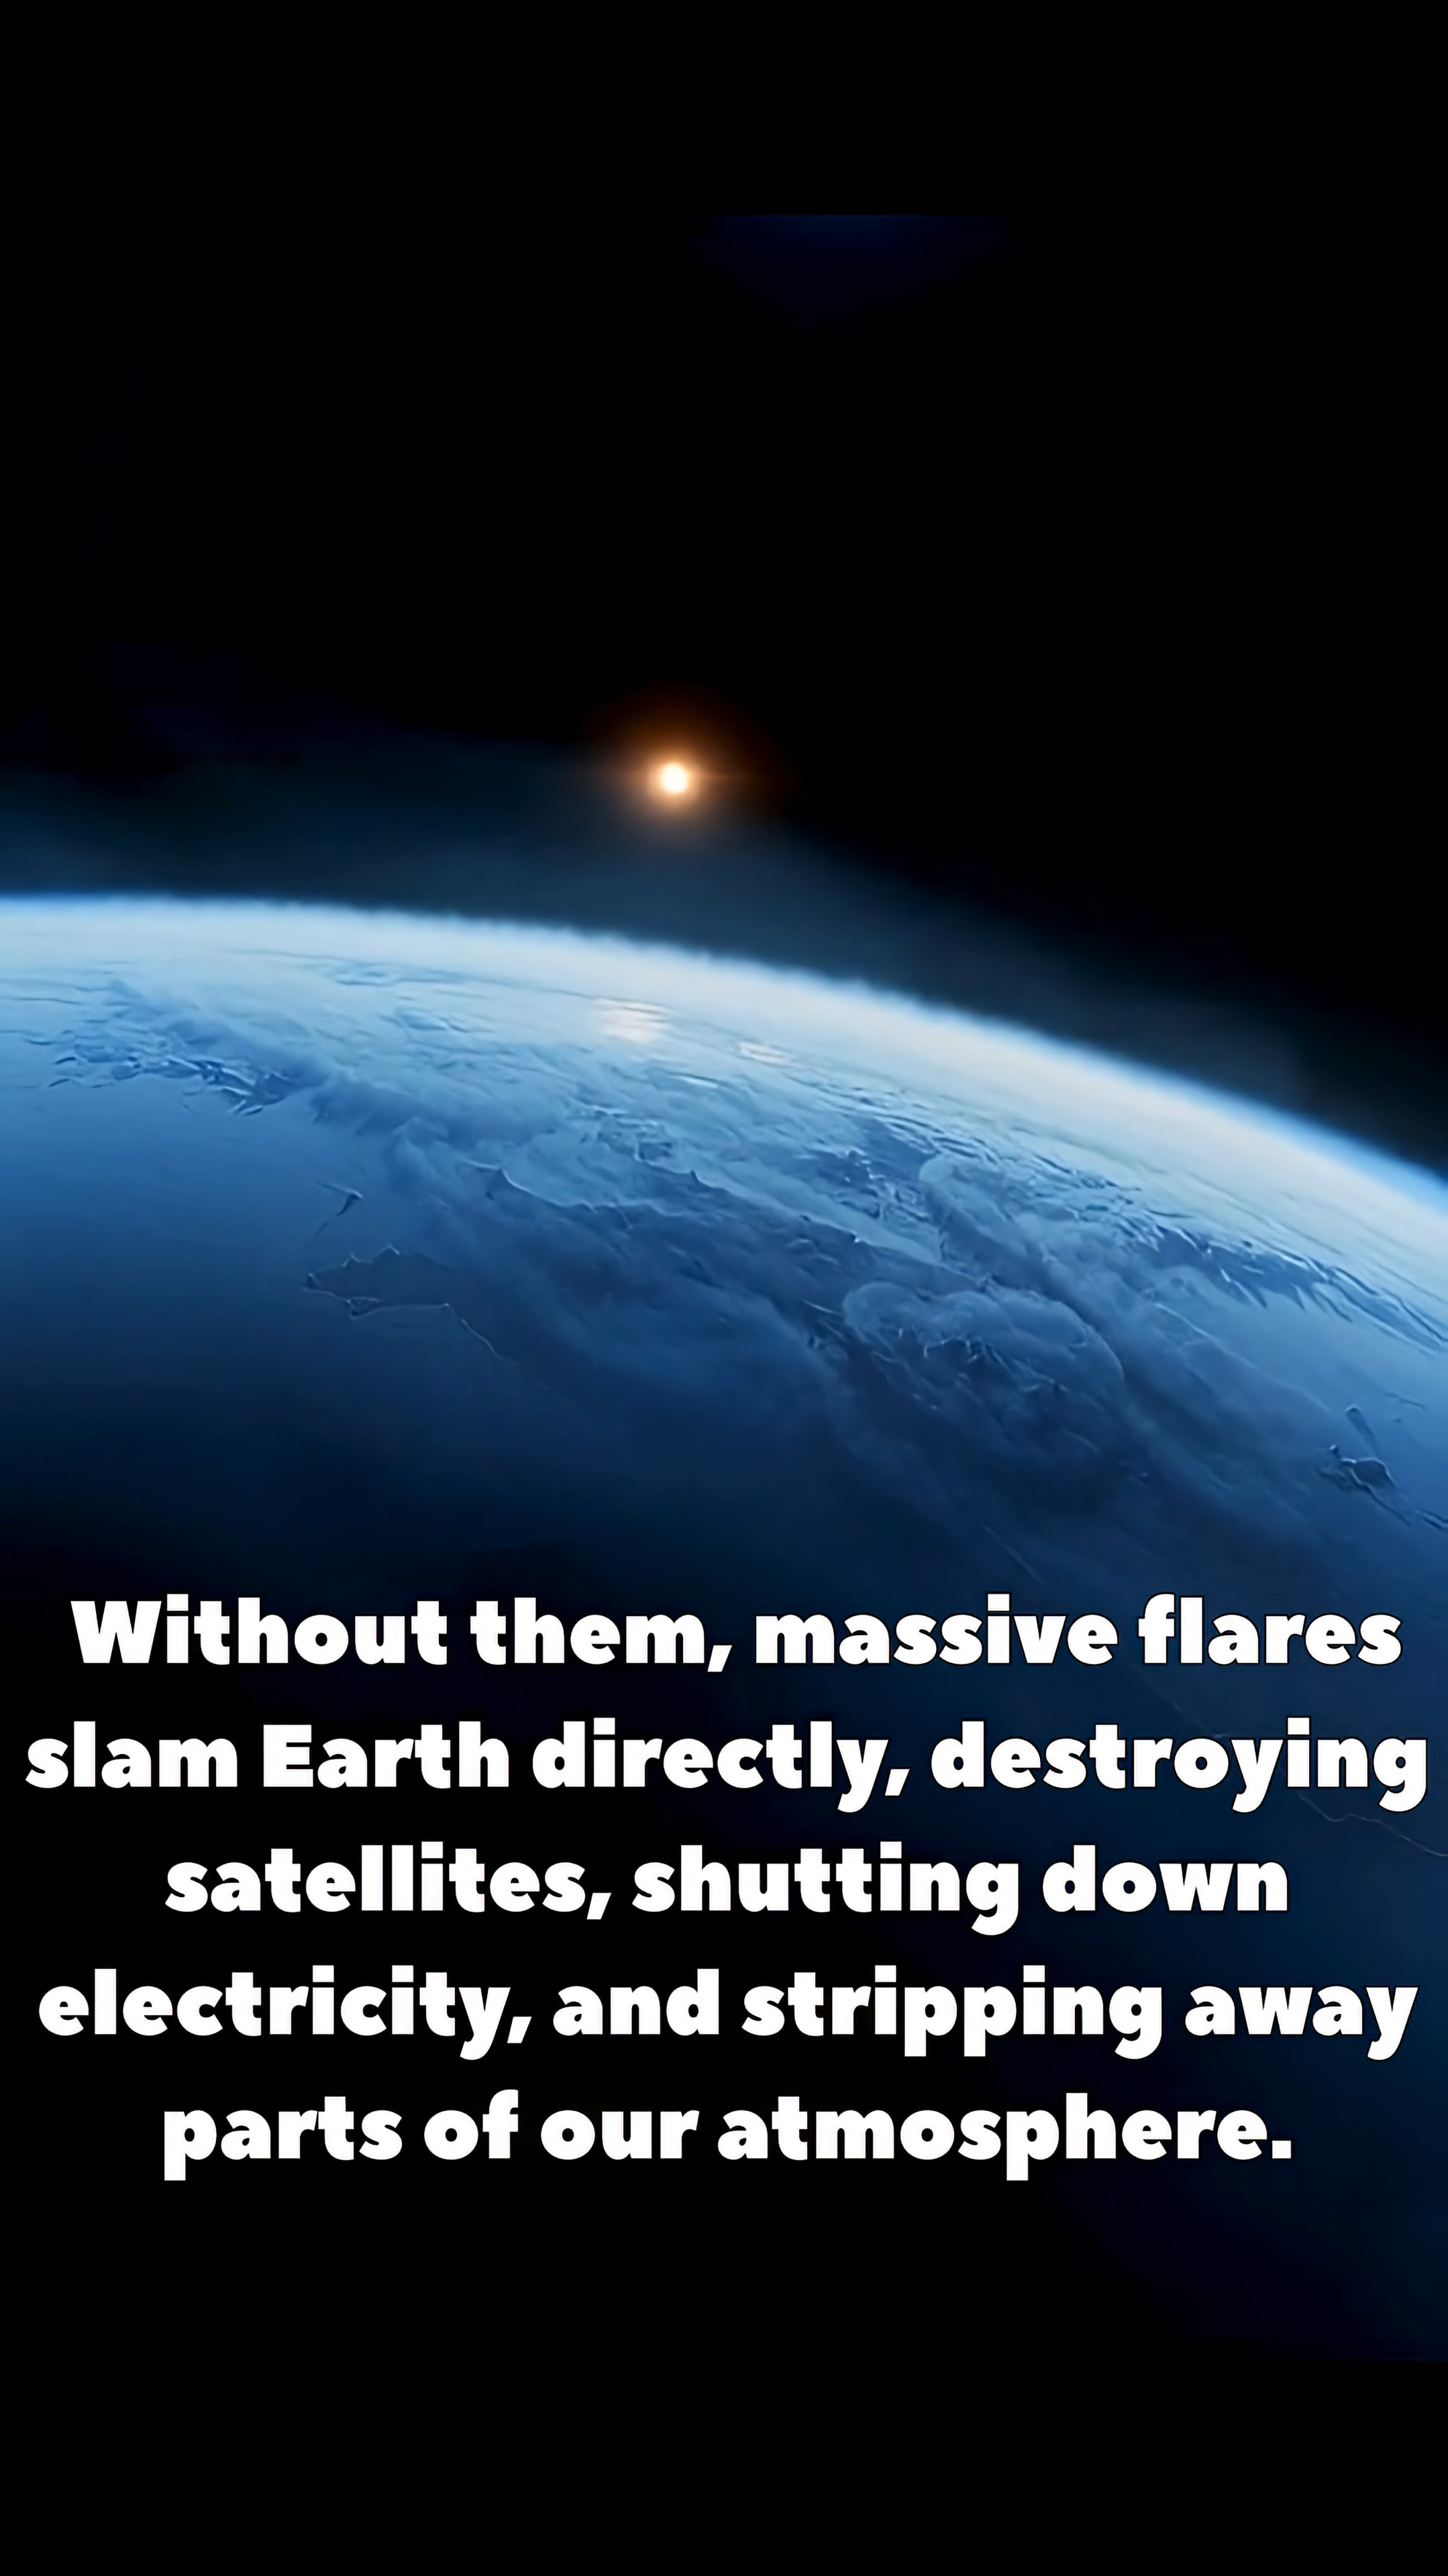 Without them, massive flares
slam Earth directly, destroying
satellites, shutting down
electricity, and stripping away
parts of our atmosphere.